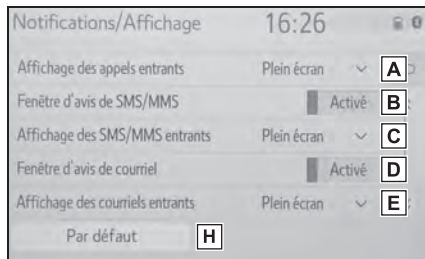 Notifications/Affichage 16:26
Affichage des appels entrants Plein écran A
Fenêtre d'avis de SMS/MMS Activé B
Affichage des SMS/MMS entrants Plein écran C
Fenêtre d'avis de courriel Activé D
Affichage des courriels entrants Plein écran E
Par défaut H